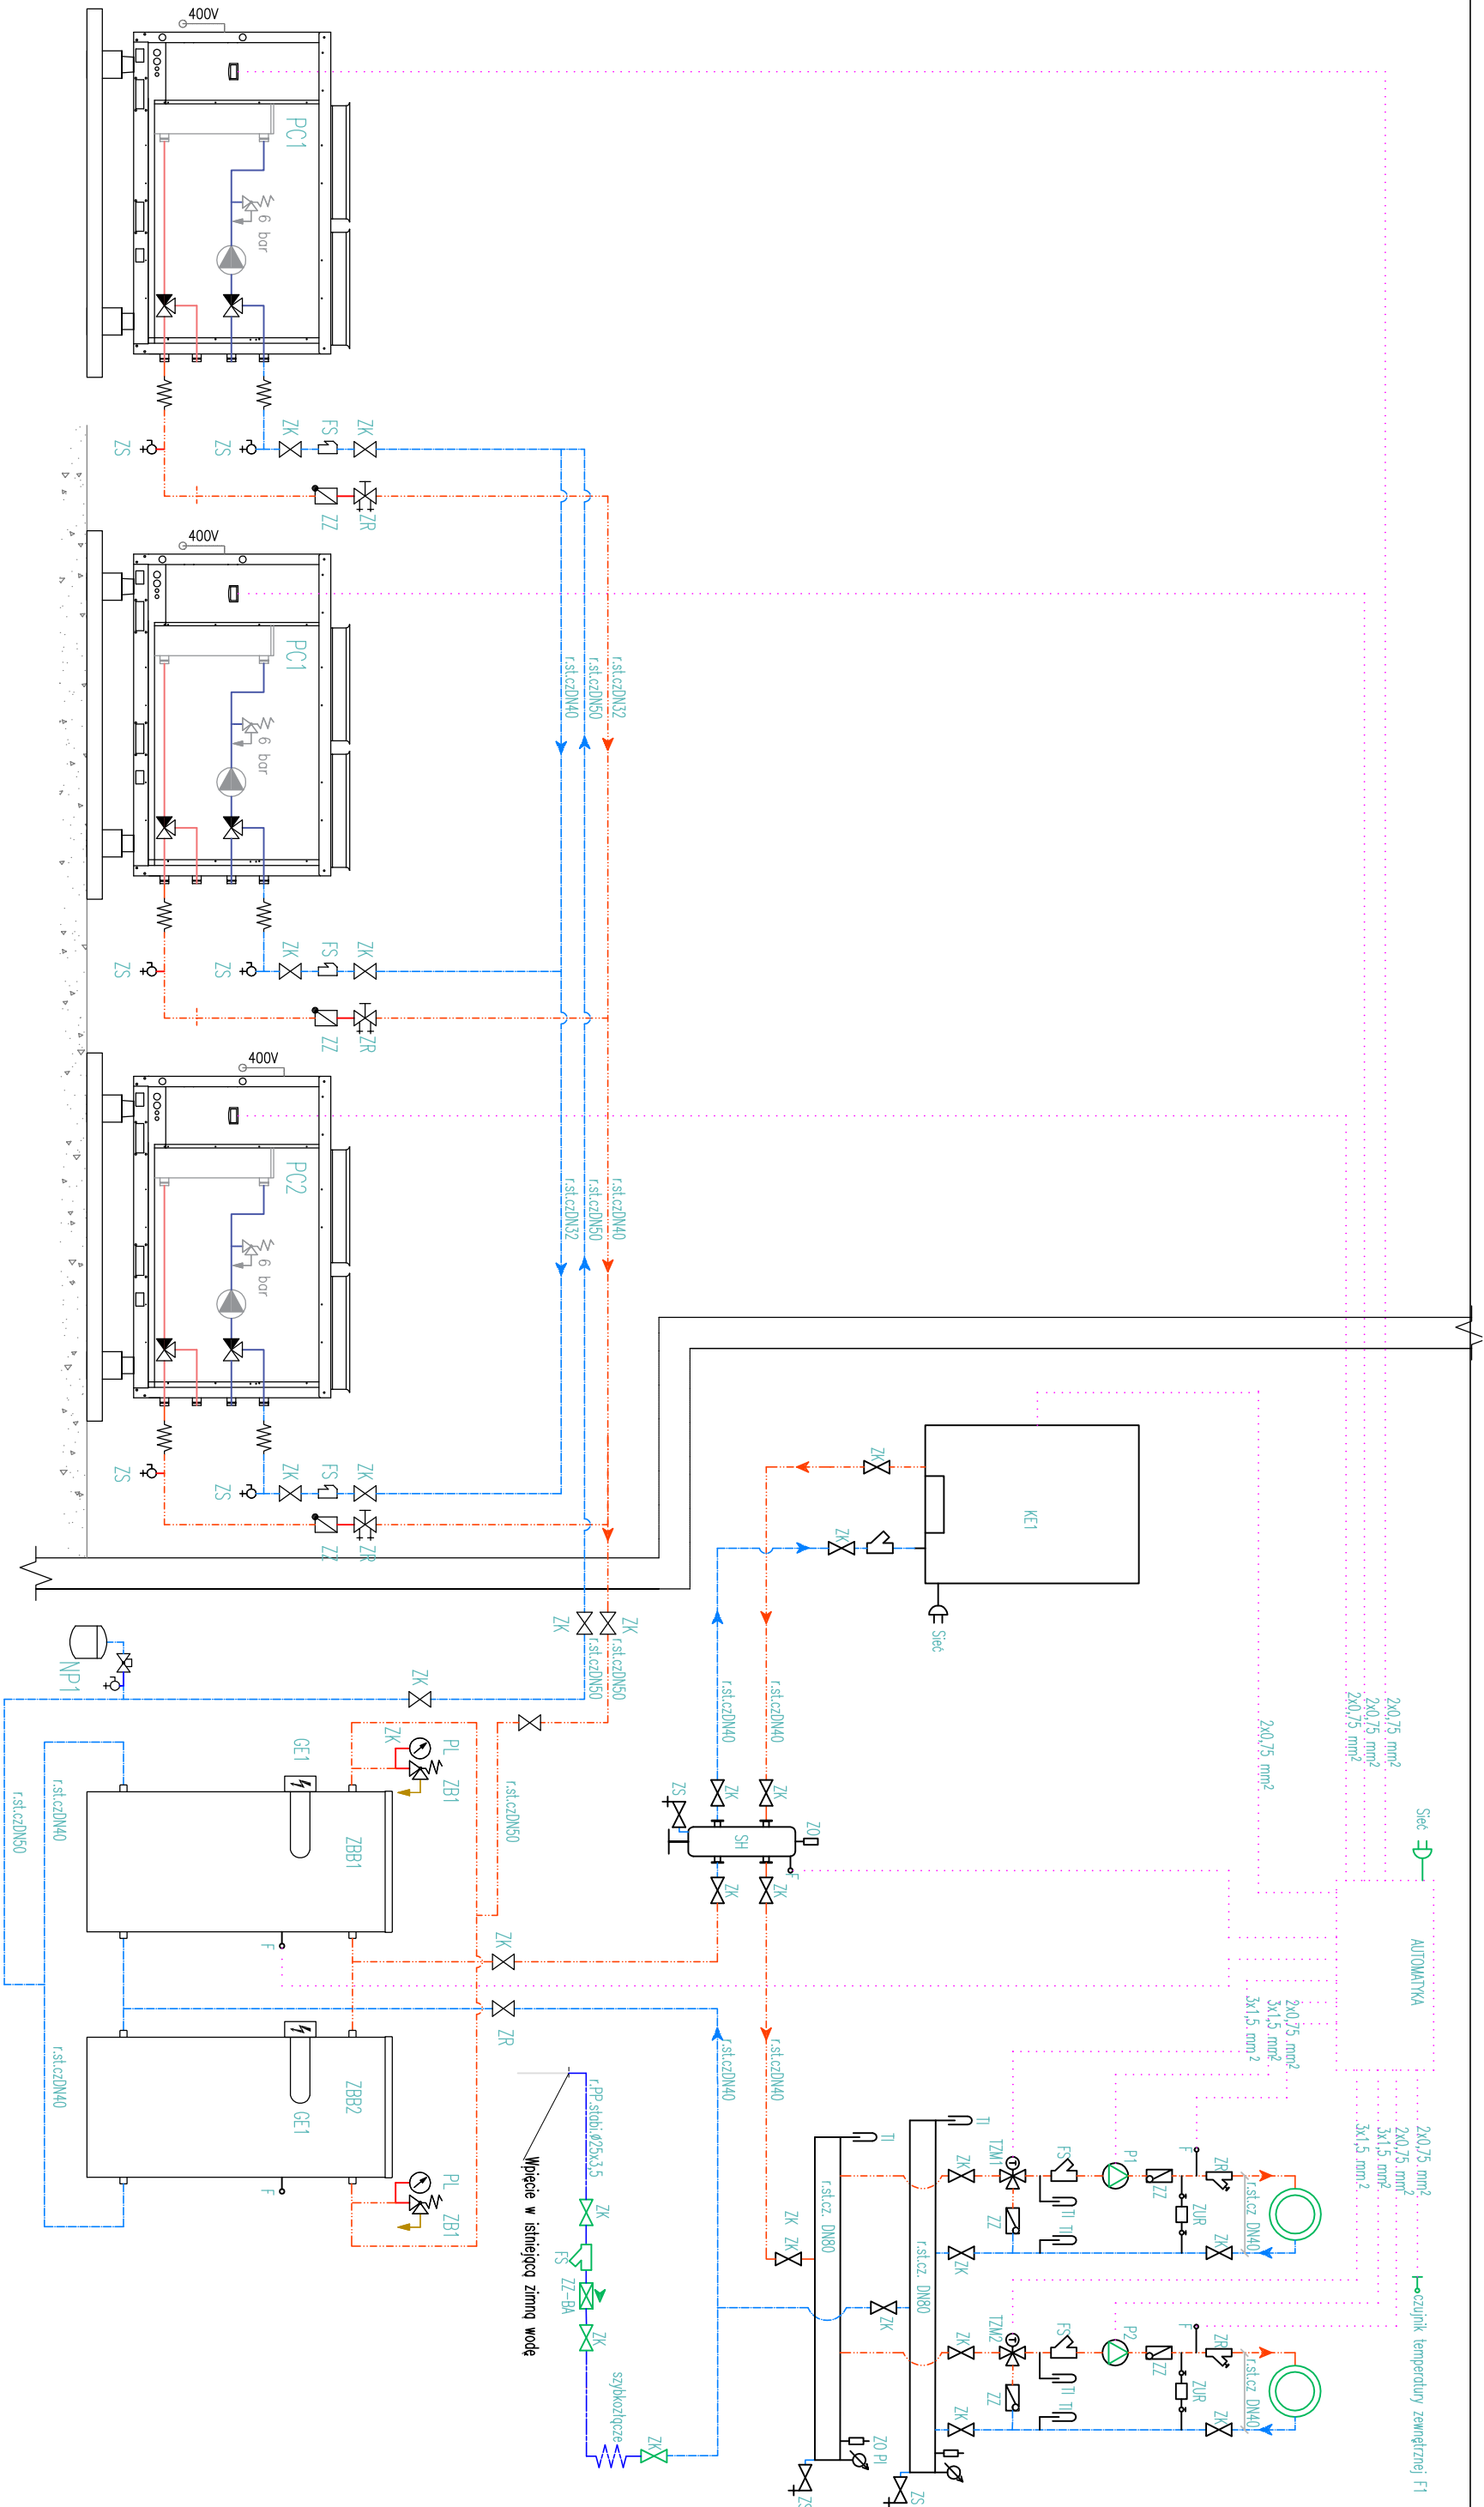 400V
PC1
6 bar
ZS
ZS
ZK
FS
ZK
ZZ
ZR
400V
PC1
6 bar
r.st.czDN40
r.st.czDN50
r.st.czDN32
ZS
ZS
ZK
FS
ZK
ZZ
ZR
400V
PC2
6 bar
r.st.czDN32
r.st.czDN50
r.st.czDN40
ZS
ZS
ZK
FS
ZK
ZZ
ZR
KE1
ZK
ZK
Sieć
ZK
ZK
r.st.czDN50
r.st.czDN50
NP1
ZK
r.st.czDN40
r.st.czDN40
2x0,75 mm²
2x0,75 mm²
2x0,75 mm²
2x0,75 mm²
ZK
PL
ZB1
GE1
ZBB1
r.st.czDN50
r.st.czDN40
r.st.czDN50
F
ZS
ZK
ZK
SH
ZO
F
ZK
ZK
Sieć
AUTOMATYKA
ZK
ZR
r.st.czDN40
r.st.czDN40
3x1,5 mm²
3x1,5 mm²
2x0,75 mm²
r.st.czDN40
ZBB2
GE1
F
PL
ZB1
r.PP.stabi.ø25x3,5
Wpięcie w istniejącą zimną wodę
ZK
FS
ZZ-BA
ZK
szybkozłącze
ZK
TI
TI
r.st.cz. DN80
r.st.cz. DN80
ZK
ZK
ZK
3x1,5 mm²
3x1,5 mm²
2x0,75 mm²
2x0,75 mm²
czujnik temperatury zewnętrznej F1
ZK
TZM1
FS
P1
ZZ
F
ZR
ZZ
TI
TI
ZUR
r.st.cz DN40
ZK
ZK
ZK
TZM2
FS
P2
ZZ
F
ZR
ZZ
TI
TI
ZUR
r.st.cz DN40
ZK
ZO PI
ZS
ZS